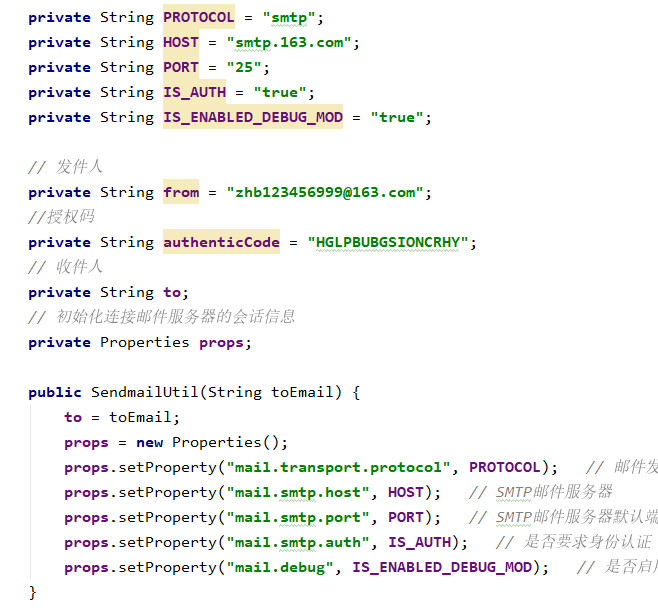 private String PROTOCOL = "smtp";
private String HOST = "smtp.163.com";
private String PORT = "25";
private String IS_AUTH = "true";
private String IS_ENABLED_DEBUG_MOD = "true";
// 发件人
private String from = "zhb123456999@163.com";
//授权码
private String authenticCode = "HGLPBUBGSIONCRHY";
// 收件人
private String to;
// 初始化连接邮件服务器的会话信息
private Properties props;
public SendmailUtil(String toEmail) {
to = toEmail;
props = new Properties();
props.setProperty("mail.transport.protocol", PROTOCOL); // 邮件发
props.setProperty("mail.smtp.host", HOST); // SMTP邮件服务器
props.setProperty("mail.smtp.port", PORT); // SMTP邮件服务器默认端
props.setProperty("mail.smtp.auth", IS_AUTH); // 是否要求身份认证
props.setProperty("mail.debug", IS_ENABLED_DEBUG_MOD); // 是否启用
}